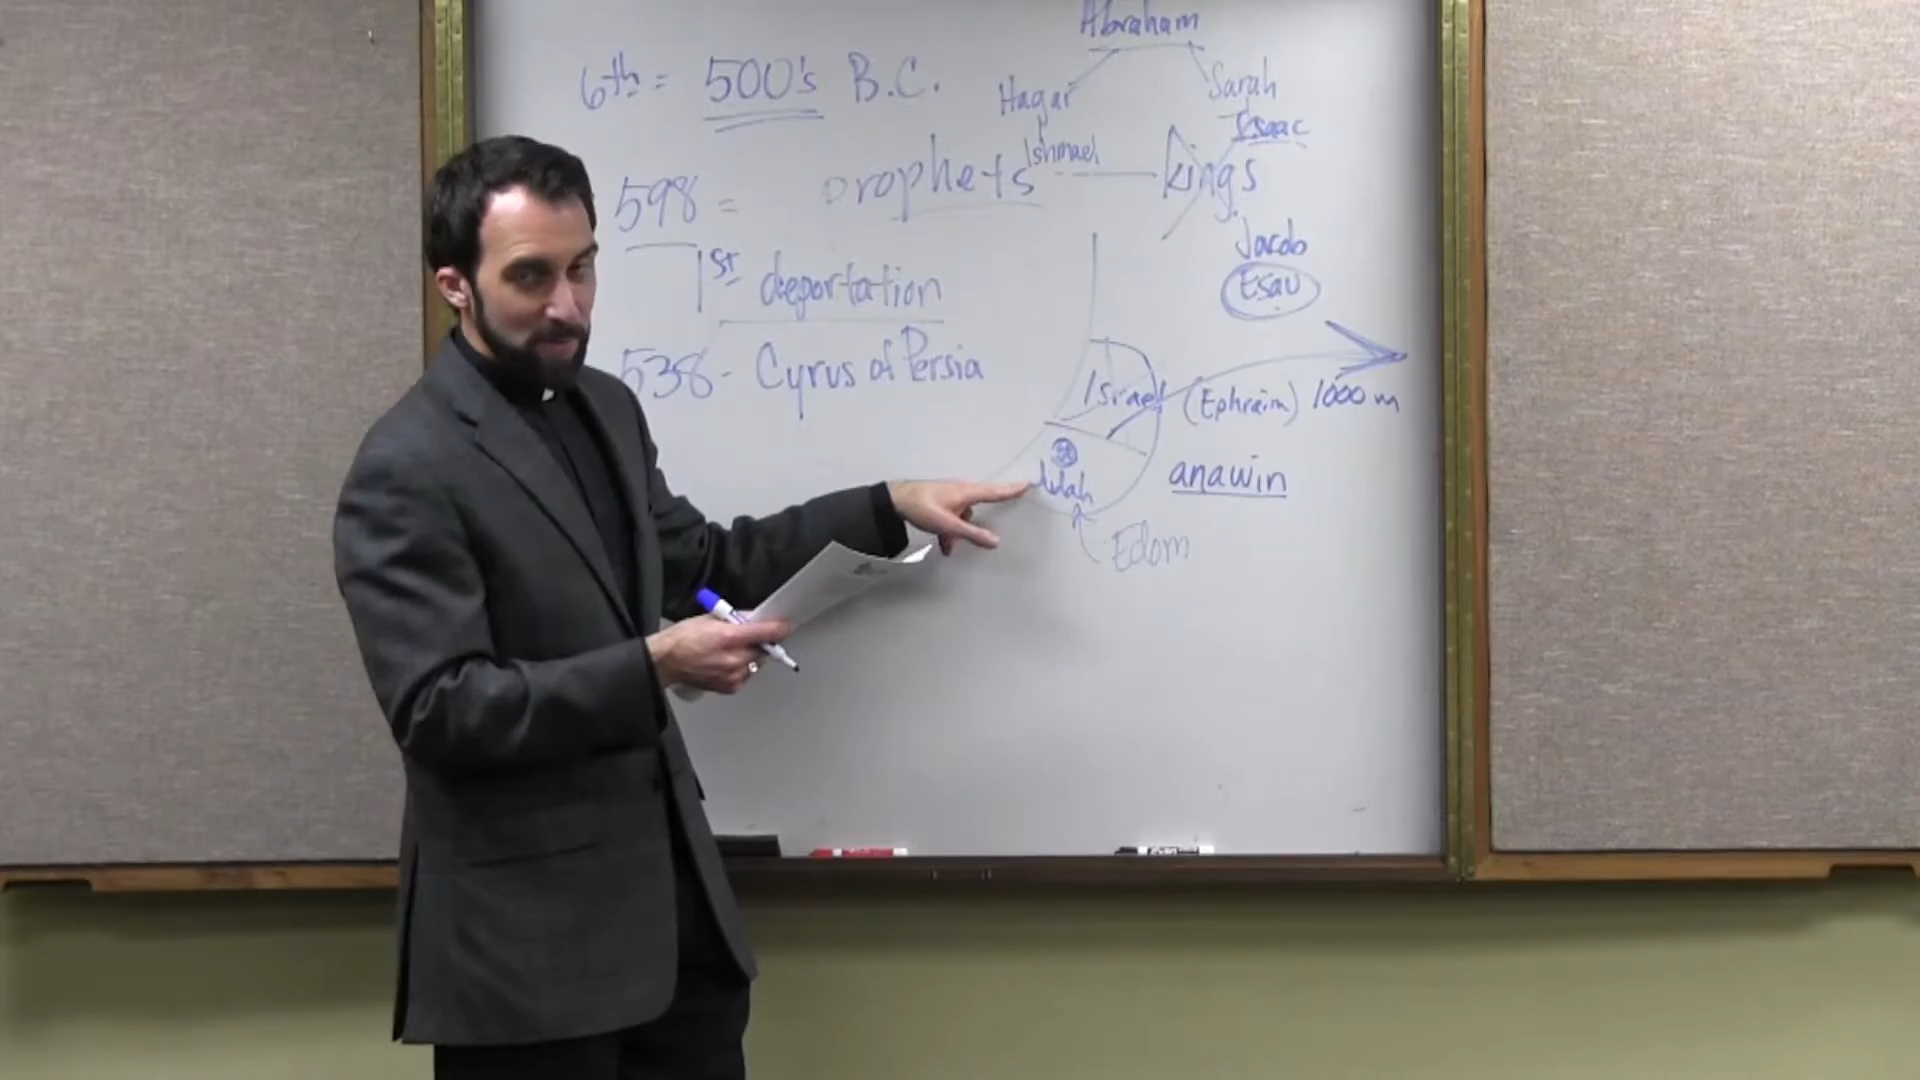 6th = 500's B.C.
598 =
prophets
kings
1st deportation
538 - Cyrus of Persia
Abraham
Hagar
Sarah
Ishmael
Isaac
Jacob
Esau
Israel
(Ephraim) 1000 m
Judah
anawin
Edom